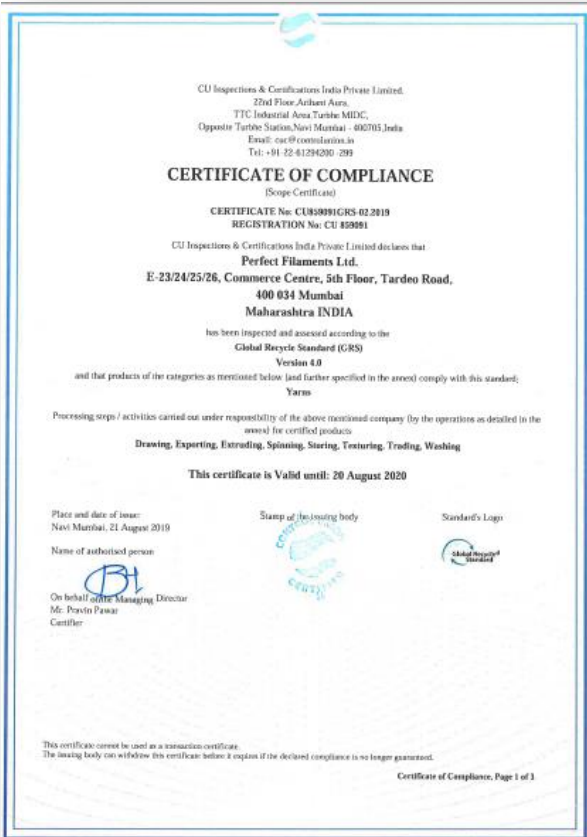 CU Inspections & Certifications India Private Limited.
22nd Floor, Arihant Aura,
TTC Industrial Area, Turbhe MIDC,
Opposite Turbhe Station, Navi Mumbai - 400705, India
Email: cuc@controlunion.in
Tel: +91-22-61294200 -299
CERTIFICATE OF COMPLIANCE
(Scope Certificate)
CERTIFICATE No: CU859091GRS-02.2019
REGISTRATION No: CU 859091
CU Inspections & Certifications India Private Limited declares that
Perfect Filaments Ltd.
E-23/24/25/26, Commerce Centre, 5th Floor, Tardeo Road,
400 034 Mumbai
Maharashtra INDIA
has been inspected and assessed according to the
Global Recycle Standard (GRS)
Version 4.0
and that products of the categories as mentioned below (and further specified in the annex) comply with this standard;
Yarns
Processing steps / activities carried out under responsibility of the above mentioned company (by the operations as detailed in the
annex) for certified products
Drawing, Exporting, Extruding, Spinning, Storing, Texturing, Trading, Washing
This certificate is Valid until: 20 August 2020
Place and date of issue:
Navi Mumbai, 21 August 2019
Stamp of the issuing body
Standard's Logo
Name of authorised person
Global Recycled
Standard
On behalf of the Managing Director
Mr. Pravin Pawar
Certifier
This certificate cannot be used as a transaction certificate.
The issuing body can withdraw this certificate before it expires if the declared compliance is no longer guaranteed.
Certificate of Compliance, Page 1 of 3